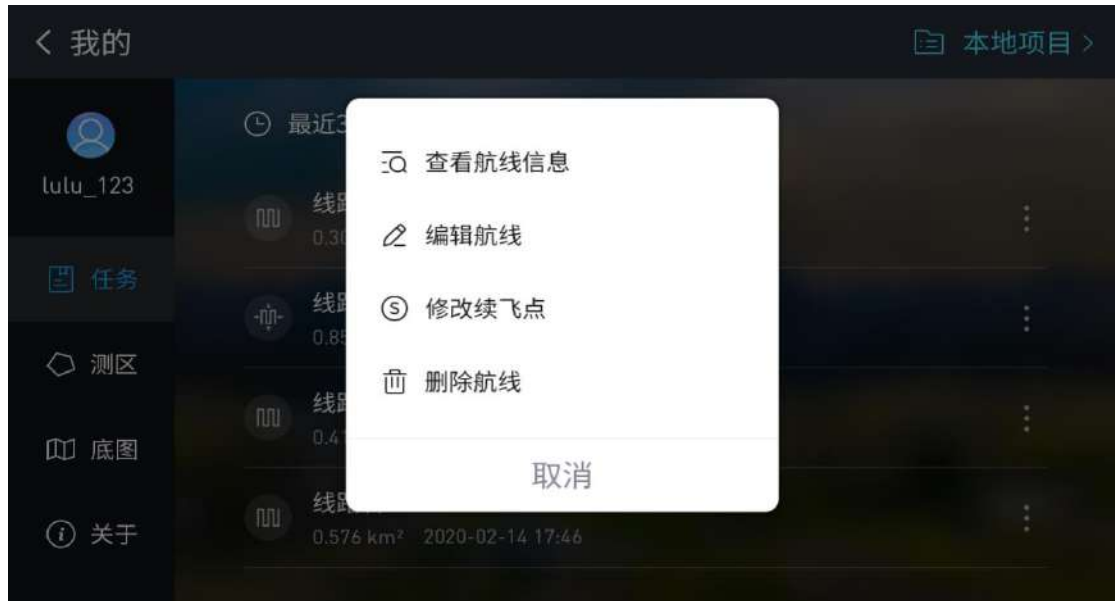 我的
本地项目
lulu_123
任务
测区
底图
关于
最近3
线路
0.30
线路
0.85
线路
0.41
线路
0.576 km² 2020-02-14 17:46
查看航线信息
编辑航线
修改续飞点
删除航线
取消